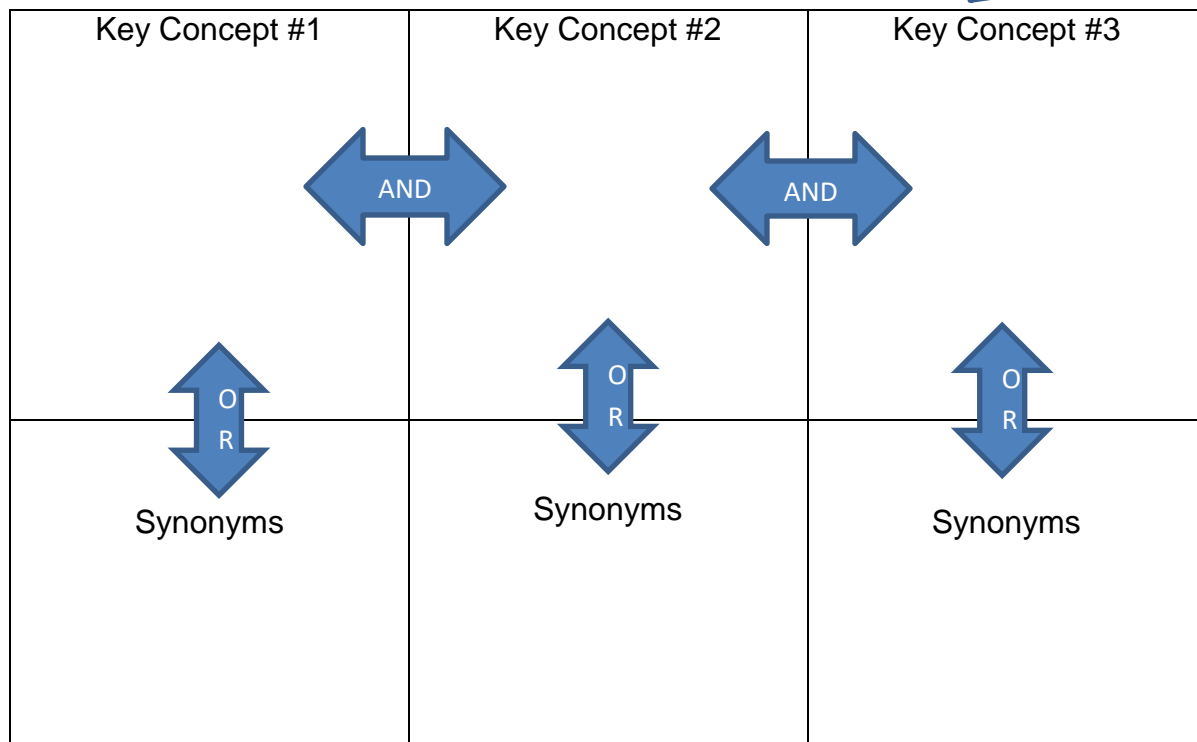 Key Concept #1
Key Concept #2
Key Concept #3
AND
AND
O
R
O
R
O
R
Synonyms
Synonyms
Synonyms